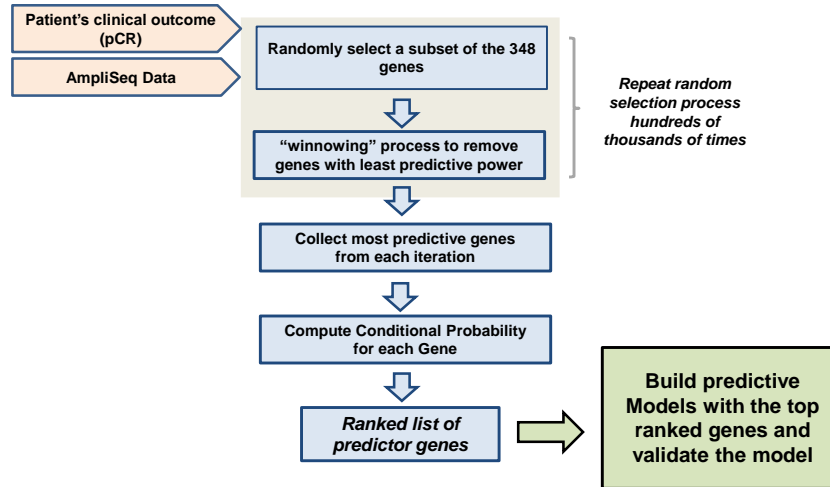 Patient's clinical outcome
(pCR)
AmpliSeq Data
Randomly select a subset of the 348
genes
Repeat random
selection process
hundreds of
thousands of times
“winnowing” process to remove
genes with least predictive power
Collect most predictive genes
from each iteration
Compute Conditional Probability
for each Gene
Ranked list of
predictor genes
Build predictive
Models with the top
ranked genes and
validate the model